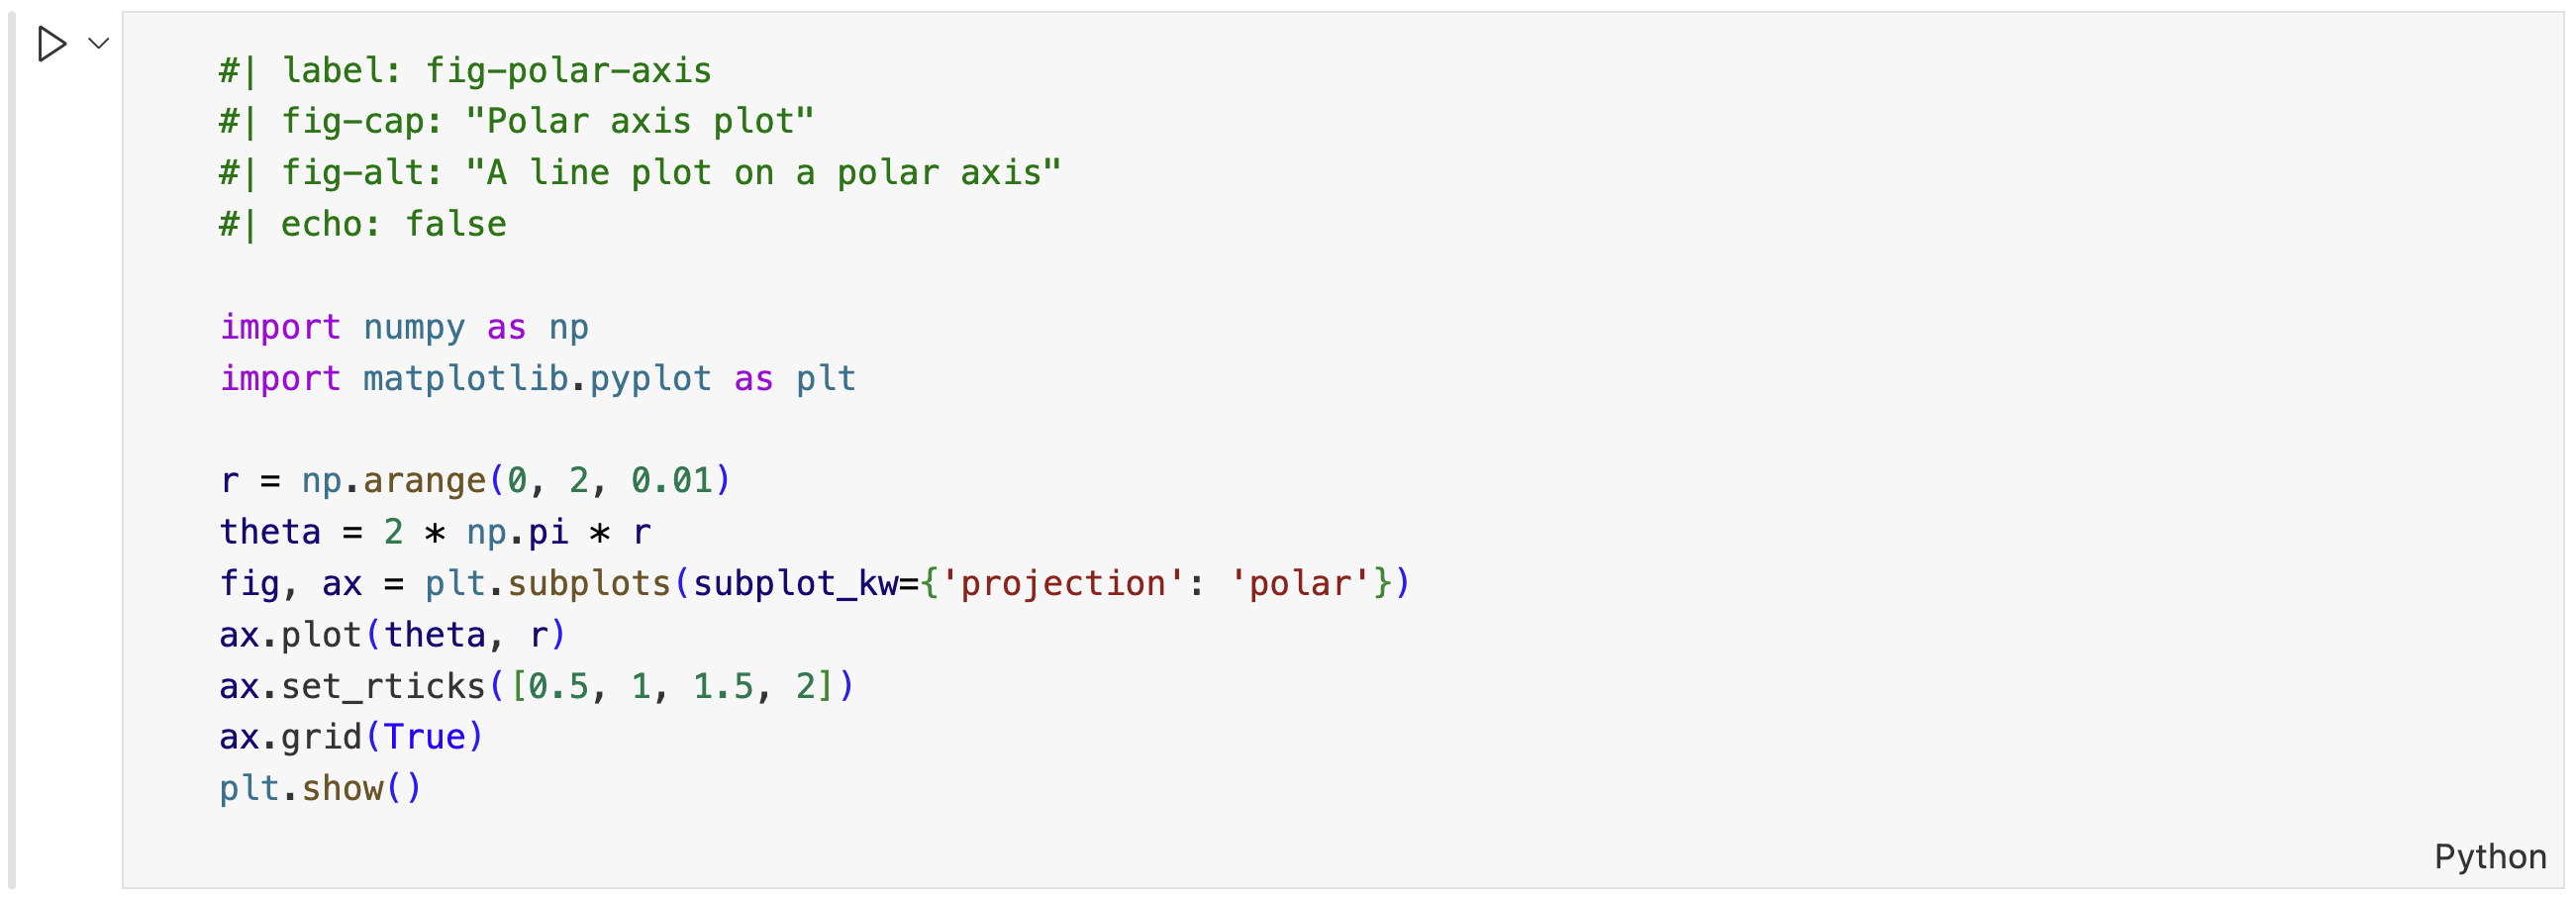 #| label: fig-polar-axis
#| fig-cap: "Polar axis plot"
#| fig-alt: "A line plot on a polar axis"
#| echo: false

import numpy as np
import matplotlib.pyplot as plt

r = np.arange(0, 2, 0.01)
theta = 2 * np.pi * r
fig, ax = plt.subplots(subplot_kw={'projection': 'polar'})
ax.plot(theta, r)
ax.set_rticks([0.5, 1, 1.5, 2])
ax.grid(True)
plt.show()
Python